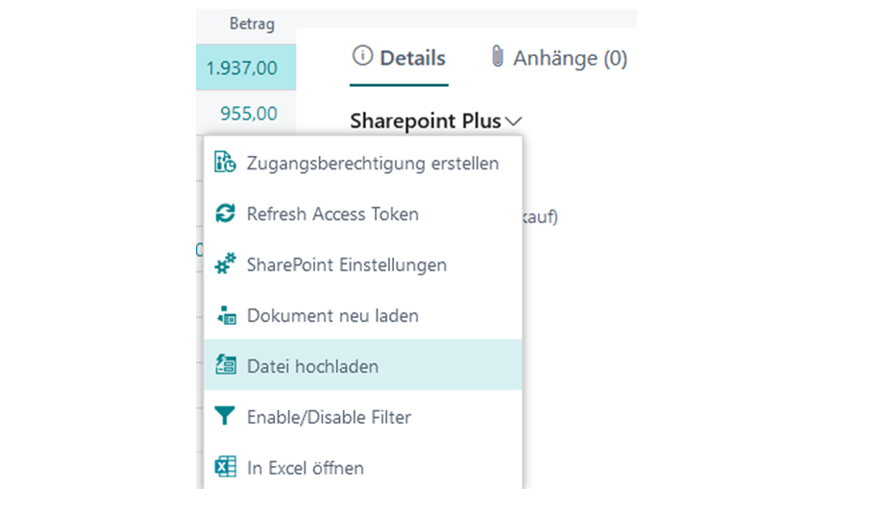 Betrag
1.937,00
Details
Anhänge (0)
955,00
Sharepoint Plus
Zugangsberechtigung erstellen
Refresh Access Token
kauf)
SharePoint Einstellungen
Dokument neu laden
Datei hochladen
Enable/Disable Filter
In Excel öffnen